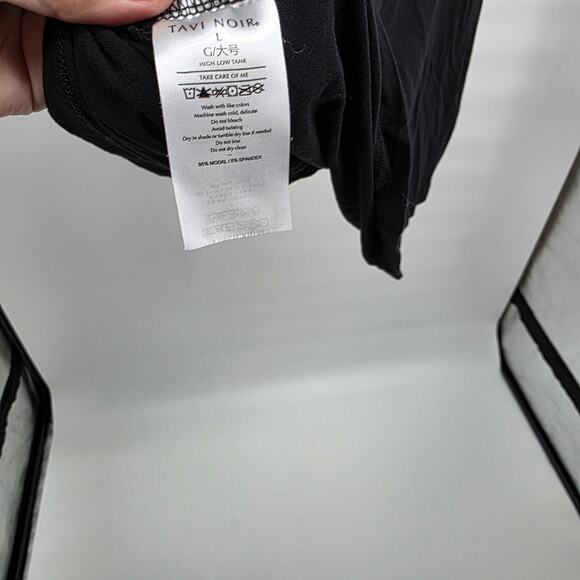 TAVI NOIR®
L
G/大号
HIGH LOW TANK
TAKE CARE OF ME
Wash with like colors
Machine wash cold, delicate
Do not bleach
Avoid twisting
Dry in shade or tumble dry low if needed
Do not iron
Do not dry clean
95% MODAL / 5% SPANDEX